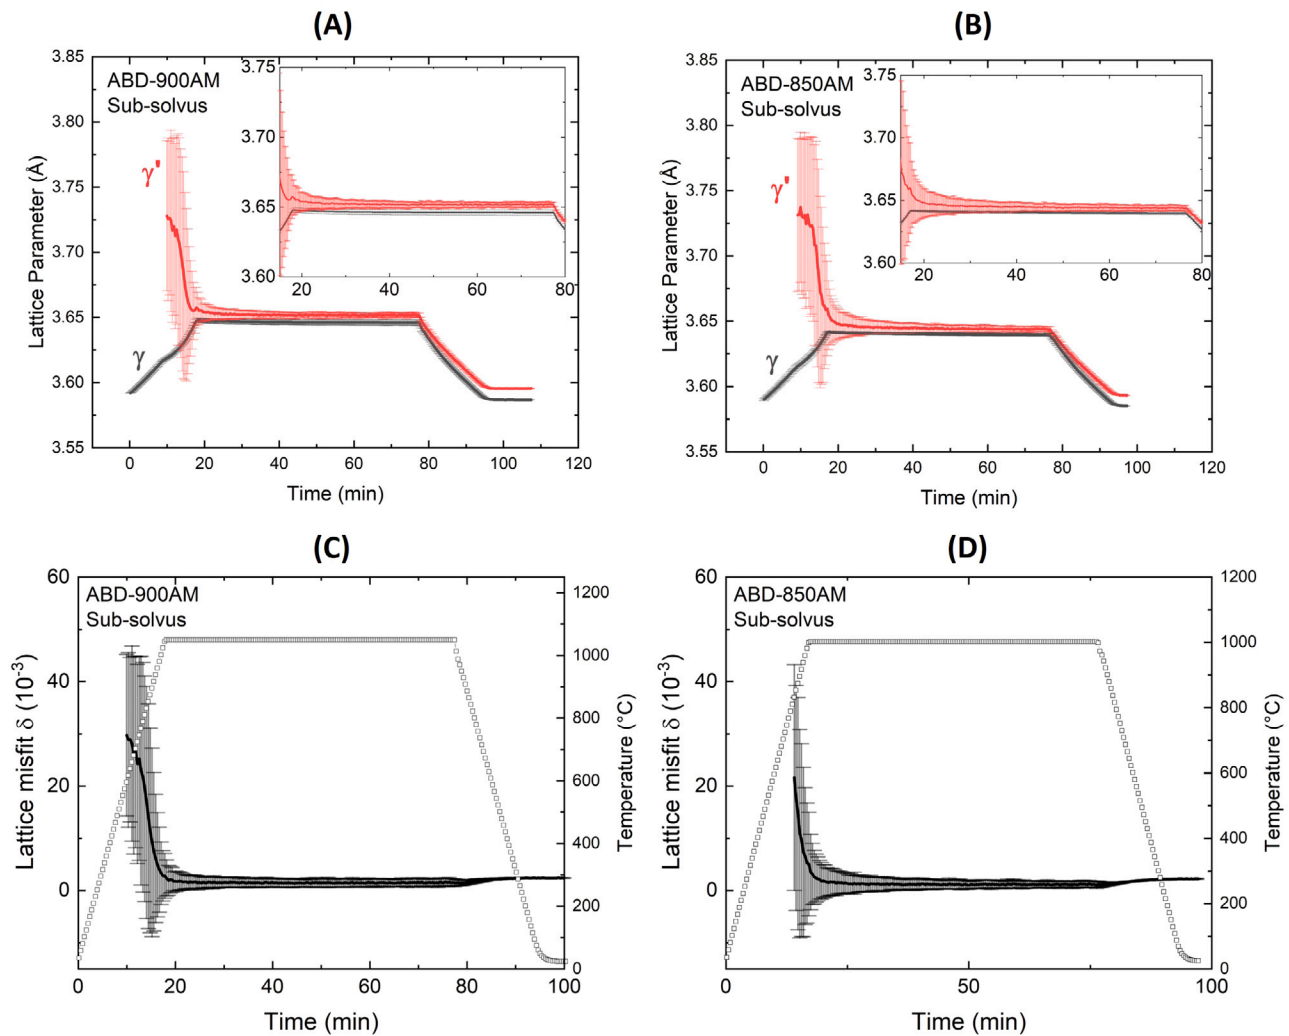 (A)
ABD-900AM
Sub-solvus
γ'
γ
3.85
3.80
3.75
3.70
3.65
3.60
3.55
Lattice Parameter (Å)
0 20 40 60 80 100 120
Time (min)
3.75
3.70
3.65
3.60
20 40 60 80
(B)
ABD-850AM
Sub-solvus
γ'
γ
3.85
3.80
3.75
3.70
3.65
3.60
3.55
Lattice Parameter (Å)
0 20 40 60 80 100 120
Time (min)
3.75
3.70
3.65
3.60
20 40 60 80
(C)
ABD-900AM
Sub-solvus
60
40
20
0
Lattice misfit δ (10-3)
0 20 40 60 80 100
Time (min)
1200
1000
800
600
400
200
0
Temperature (°C)
(D)
ABD-850AM
Sub-solvus
60
40
20
0
Lattice misfit δ (10-3)
0 50 100
Time (min)
1200
1000
800
600
400
200
0
Temperature (°C)